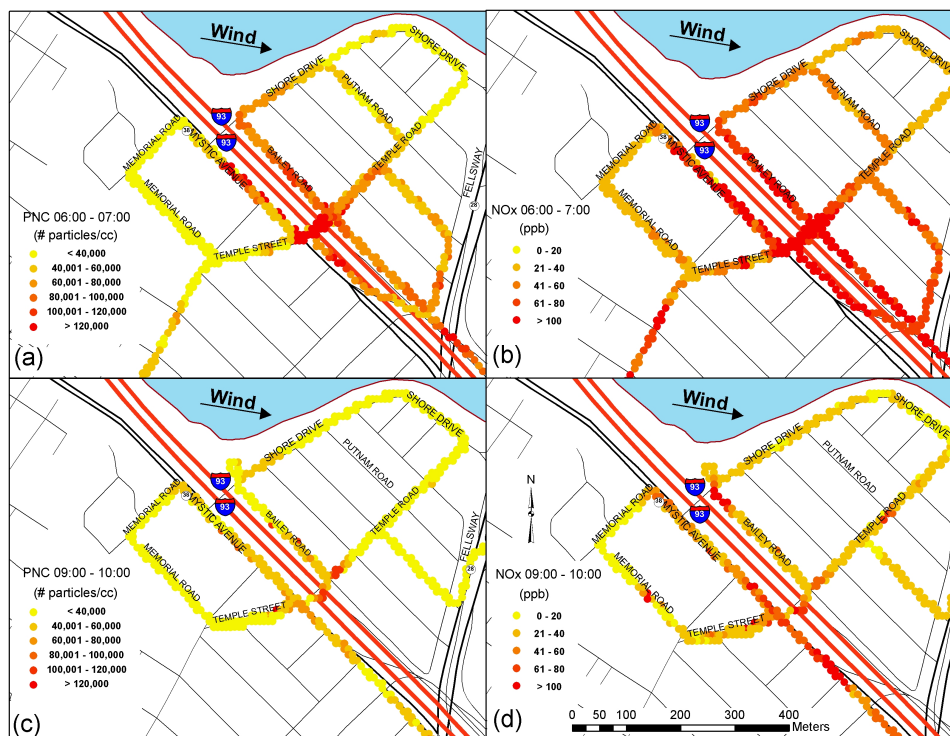 Wind
SHORE DRIVE
SHORE DRIVE
PUTNAM ROAD
TEMPLE ROAD
93
93
BAILEY ROAD
38
MYSTIC AVENUE
MEMORIAL ROAD
MEMORIAL ROAD
TEMPLE STREET
FELLSWAY
28
PNC 06:00 - 07:00
(# particles/cc)
< 40,000
40,001 - 60,000
60,001 - 80,000
80,001 - 100,000
100,001 - 120,000
> 120,000
(a)
Wind
SHORE DRIVE
SHORE DRIVE
PUTNAM ROAD
TEMPLE ROAD
93
93
BAILEY ROAD
38
MYSTIC AVENUE
MEMORIAL ROAD
MEMORIAL ROAD
TEMPLE STREET
NOx 06:00 - 7:00
(ppb)
0 - 20
21 - 40
41 - 60
61 - 80
> 100
(b)
Wind
SHORE DRIVE
SHORE DRIVE
PUTNAM ROAD
TEMPLE ROAD
93
93
BAILEY ROAD
38
MYSTIC AVENUE
MEMORIAL ROAD
MEMORIAL ROAD
TEMPLE STREET
FELLSWAY
28
PNC 09:00 - 10:00
(# particles/cc)
< 40,000
40,001 - 60,000
60,001 - 80,000
80,001 - 100,000
100,001 - 120,000
> 120,000
(c)
Wind
SHORE DRIVE
SHORE DRIVE
PUTNAM ROAD
TEMPLE ROAD
N
93
93
BAILEY ROAD
38
MYSTIC AVENUE
MEMORIAL ROAD
MEMORIAL ROAD
TEMPLE STREET
NOx 09:00 - 10:00
(ppb)
0 - 20
21 - 40
41 - 60
61 - 80
> 100
0 50 100 200 300 400
Meters
(d)